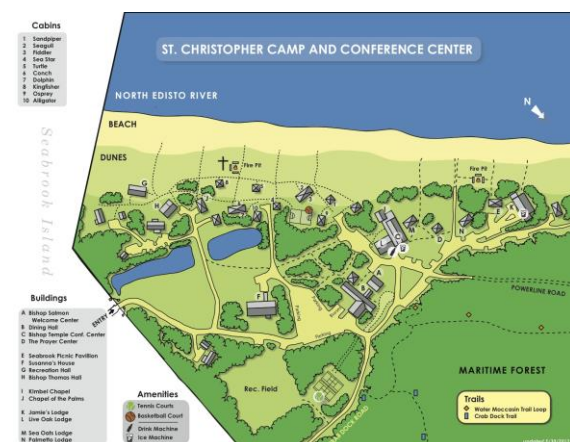 Cabins
1 Sandpiper
2 Seagull
3 Fiddler
4 Sea Star
5 Turtle
6 Conch
7 Dolphin
8 Kingfisher
9 Osprey
10 Alligator
ST. CHRISTOPHER CAMP AND CONFERENCE CENTER
NORTH EDISTO RIVER
N
BEACH
DUNES
Seabrook Island
Fire Pit
Fire Pit
G
H
F
A
B
C
D
E
ENTRY
POWERLINE ROAD
MARITIME FOREST
Rec. Field
DOCK ROAD
Buildings
A Bishop Salmon
Welcome Center
B Dining Hall
C Bishop Temple Conf. Center
D The Prayer Center
E Seabrook Picnic Pavilion
F Susanne's House
G Recreation Hall
H Bishop Thomas Hall
I Kimbel Chapel
J Chapel of the Palms
K Jamie's Lodge
L Live Oak Lodge
M Sea Oats Lodge
N Palmetto Lodge
Amenities
Tennis Courts
Basketball Court
Drink Machine
Ice Machine
Trails
Water Moccasin Trail Loop
Crab Dock Trail